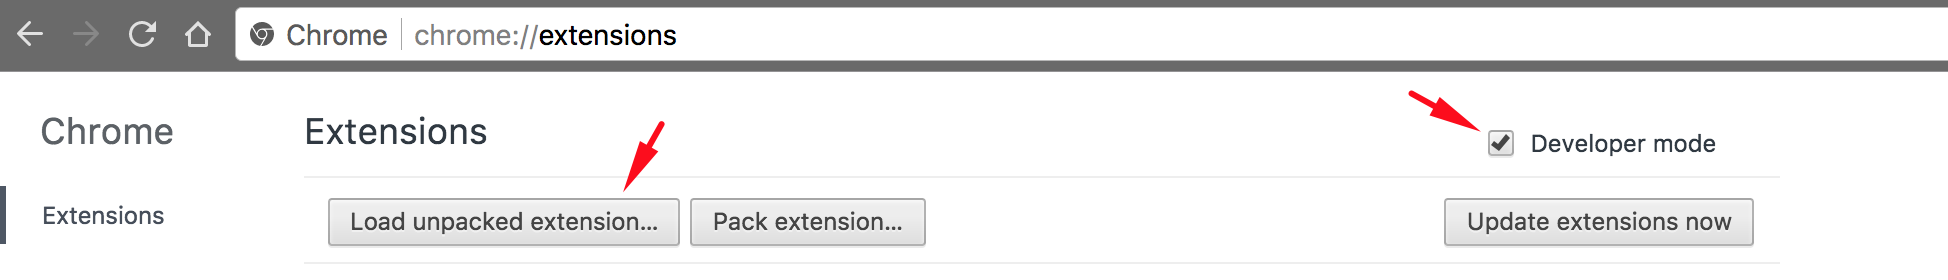 Chrome chrome://extensions
Chrome
Extensions
Developer mode
Extensions
Load unpacked extension...
Pack extension...
Update extensions now